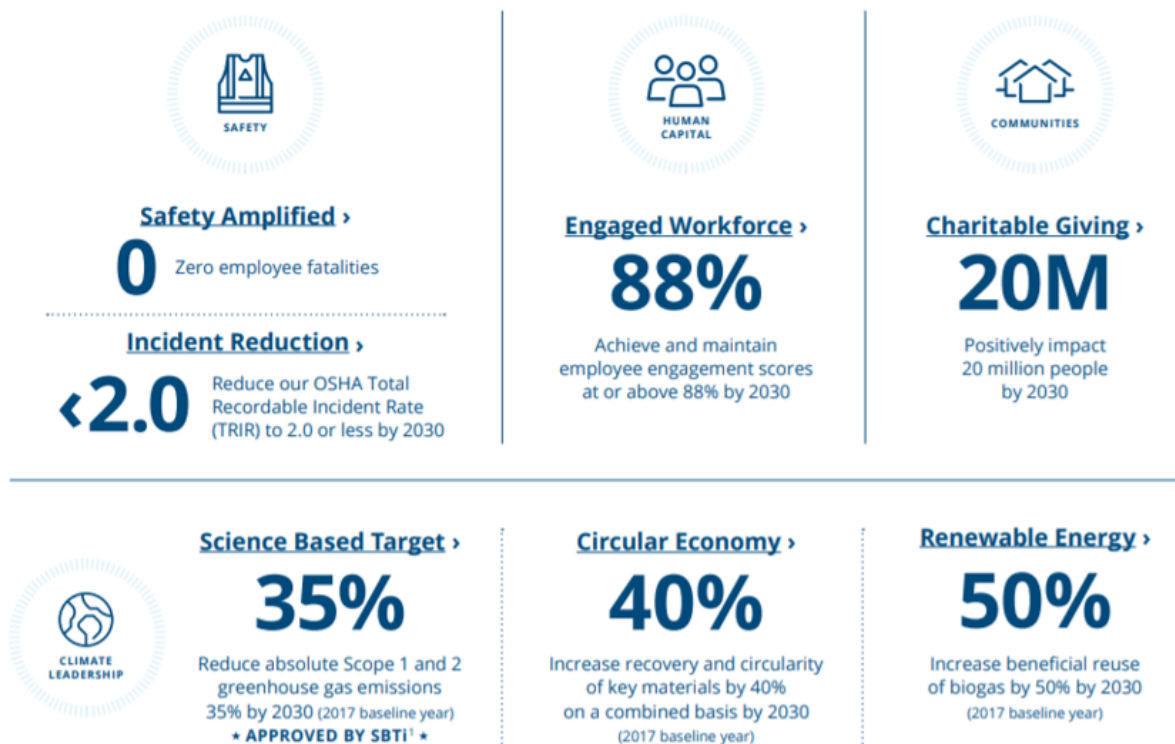 SAFETY
Safety Amplified ›
0
Zero employee fatalities
Incident Reduction ›
‹2.0
Reduce our OSHA Total
Recordable Incident Rate
(TRIR) to 2.0 or less by 2030
HUMAN
CAPITAL
Engaged Workforce ›
88%
Achieve and maintain
employee engagement scores
at or above 88% by 2030
COMMUNITIES
Charitable Giving ›
20M
Positively impact
20 million people
by 2030
CLIMATE
LEADERSHIP
Science Based Target ›
35%
Reduce absolute Scope 1 and 2
greenhouse gas emissions
35% by 2030 (2017 baseline year)
★ APPROVED BY SBTi¹ ★
Circular Economy ›
40%
Increase recovery and circularity
of key materials by 40%
on a combined basis by 2030
(2017 baseline year)
Renewable Energy ›
50%
Increase beneficial reuse
of biogas by 50% by 2030
(2017 baseline year)